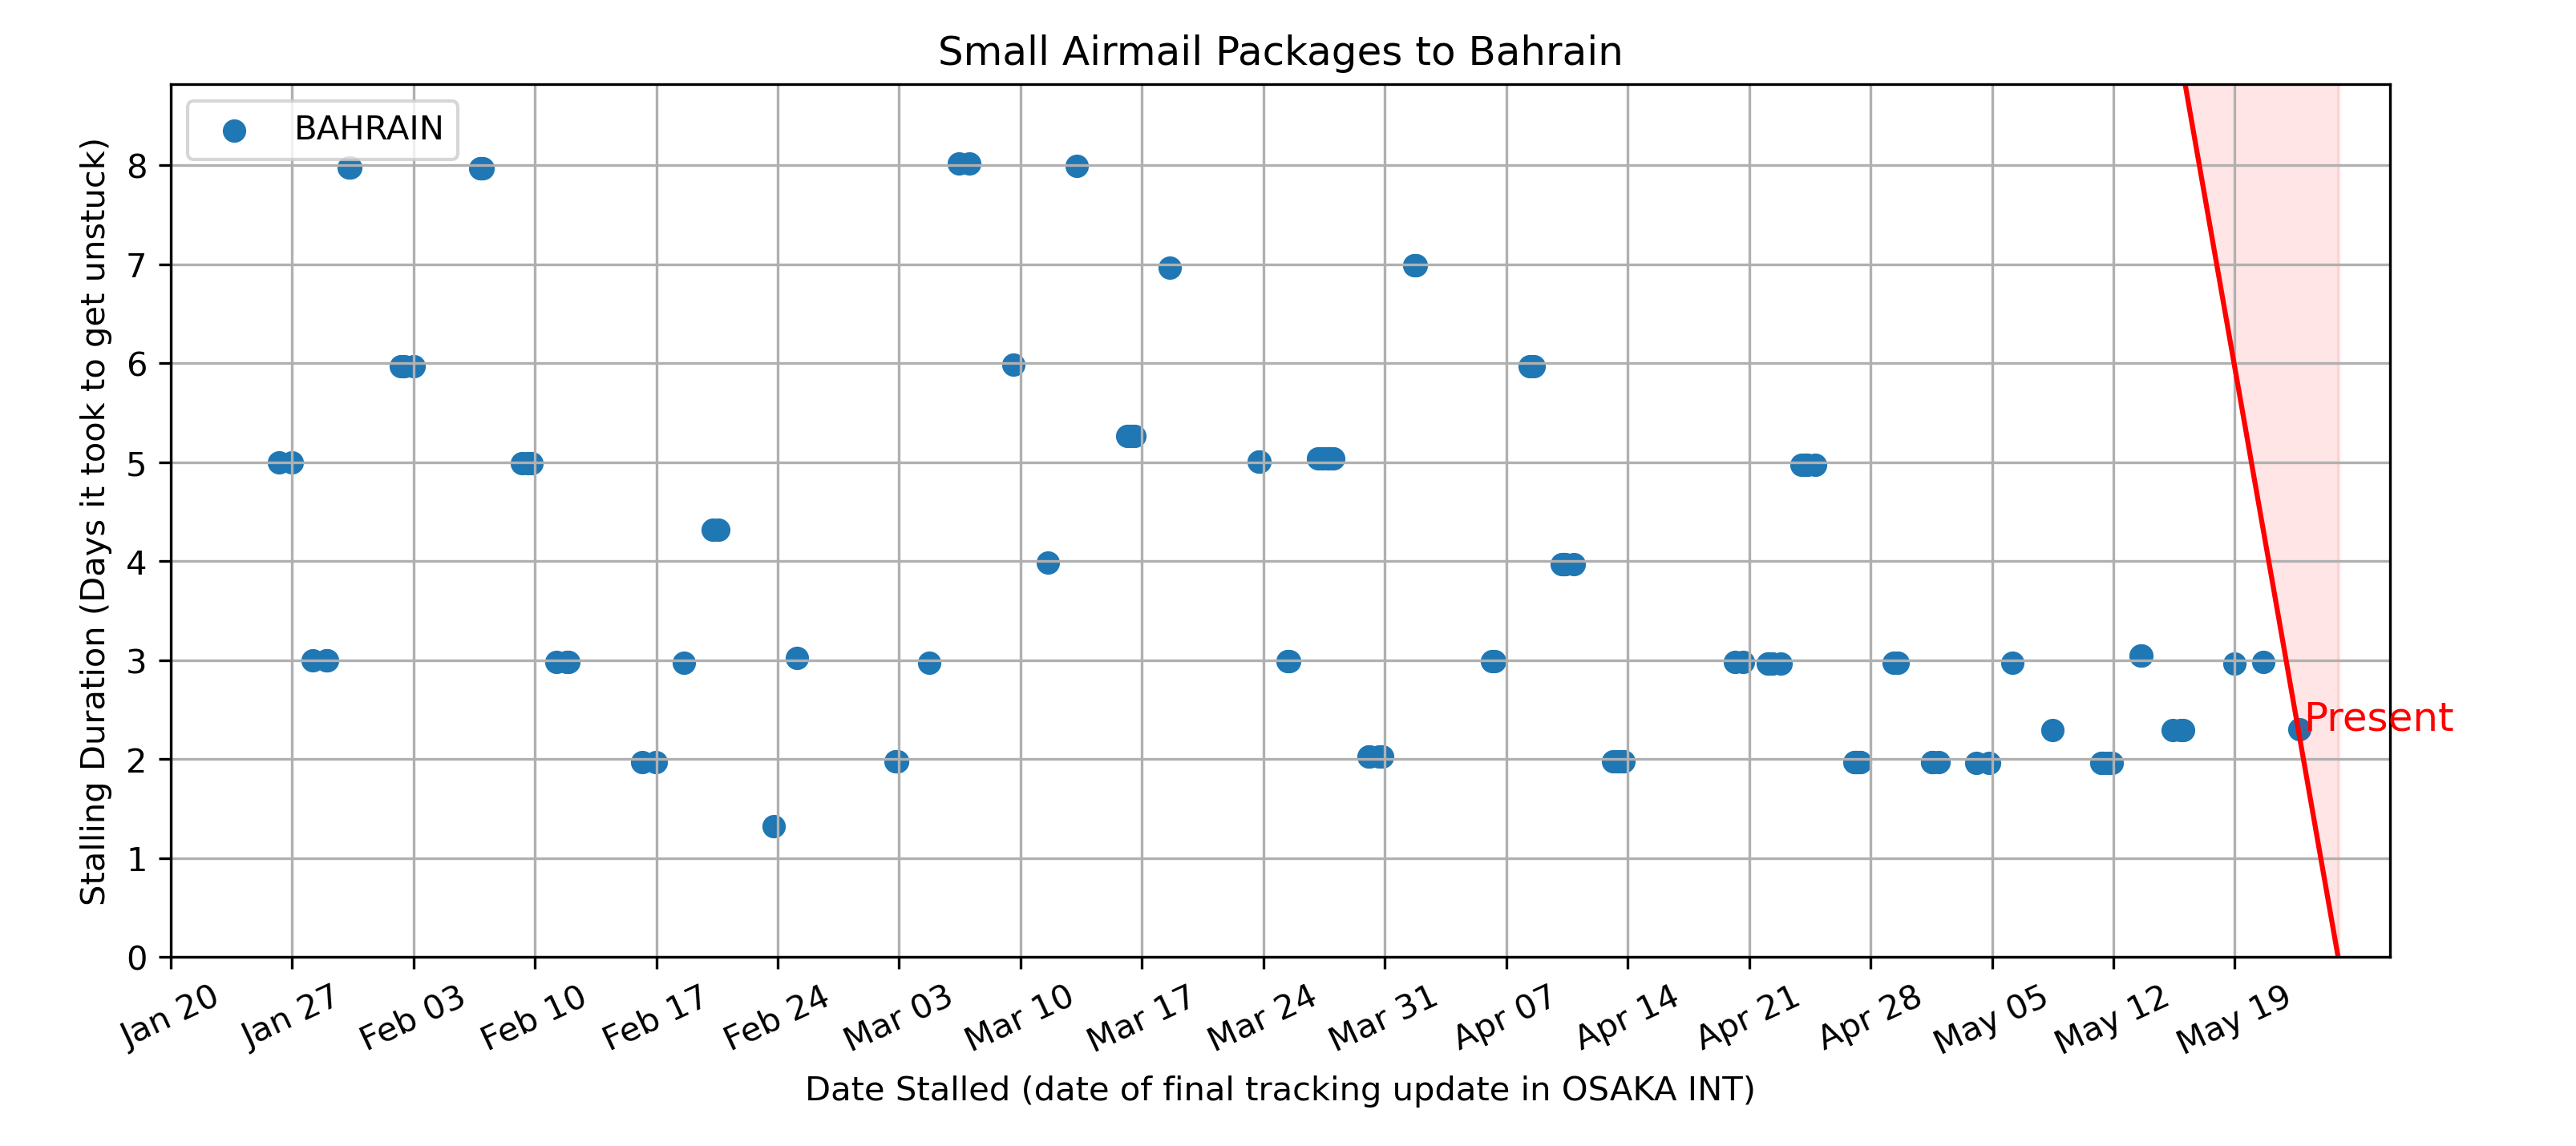 Small Airmail Packages to Bahrain
BAHRAIN
Stalling Duration (Days it took to get unstuck)
8
7
6
5
4
3
2
1
0
Present
Jan 20 Jan 27 Feb 03 Feb 10 Feb 17 Feb 24 Mar 03 Mar 10 Mar 17 Mar 24 Mar 31 Apr 07 Apr 14 Apr 21 Apr 28 May 05 May 12 May 19
Date Stalled (date of final tracking update in OSAKA INT)